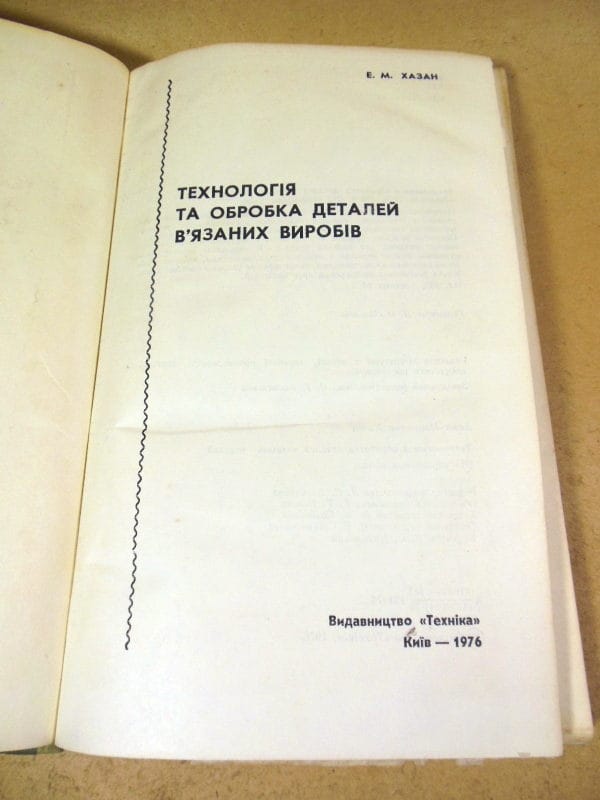 Е. М. ХАЗАН
ТЕХНОЛОГІЯ
ТА ОБРОБКА ДЕТАЛЕЙ
В'ЯЗАНИХ ВИРОБІВ
Видавництво «Техніка»
Київ — 1976